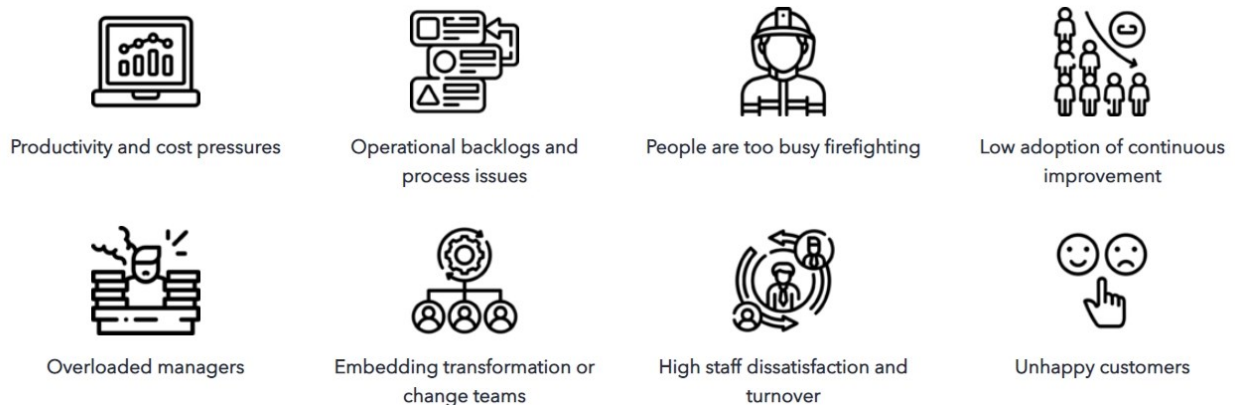 Productivity and cost pressures
Operational backlogs and
process issues
People are too busy firefighting
Low adoption of continuous
improvement
Overloaded managers
Embedding transformation or
change teams
High staff dissatisfaction and
turnover
Unhappy customers